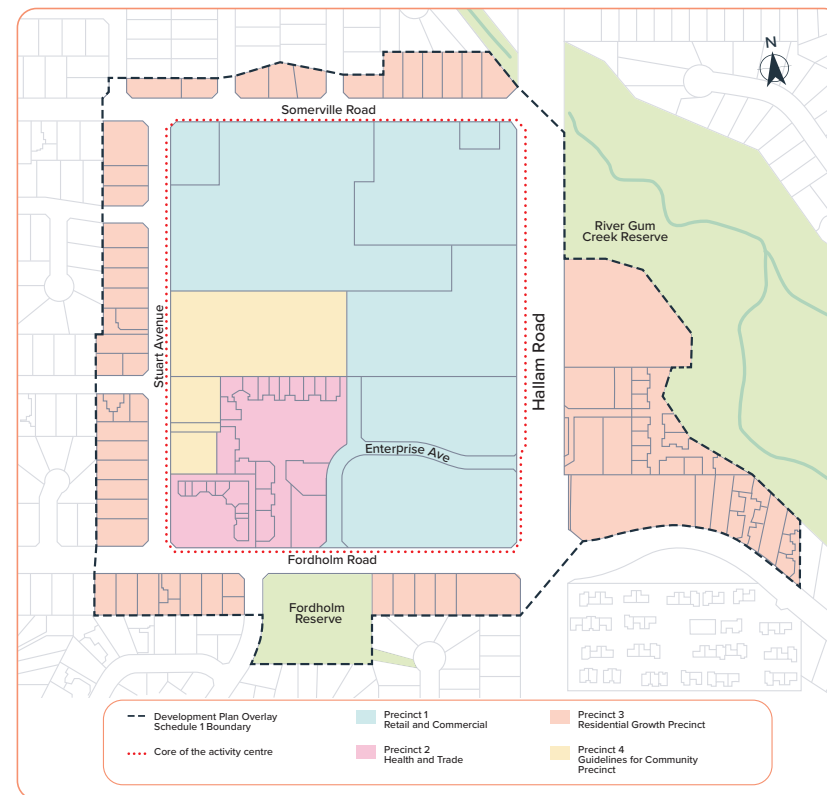 N
Somerville Road
River Gum
Creek Reserve
Stuart Avenue
Hallam Road
Enterprise Ave
Fordholm Road
Fordholm
Reserve
Development Plan Overlay
Schedule 1 Boundary
Core of the activity centre
Precinct 1
Retail and Commercial
Precinct 2
Health and Trade
Precinct 3
Residential Growth Precinct
Precinct 4
Guidelines for Community
Precinct